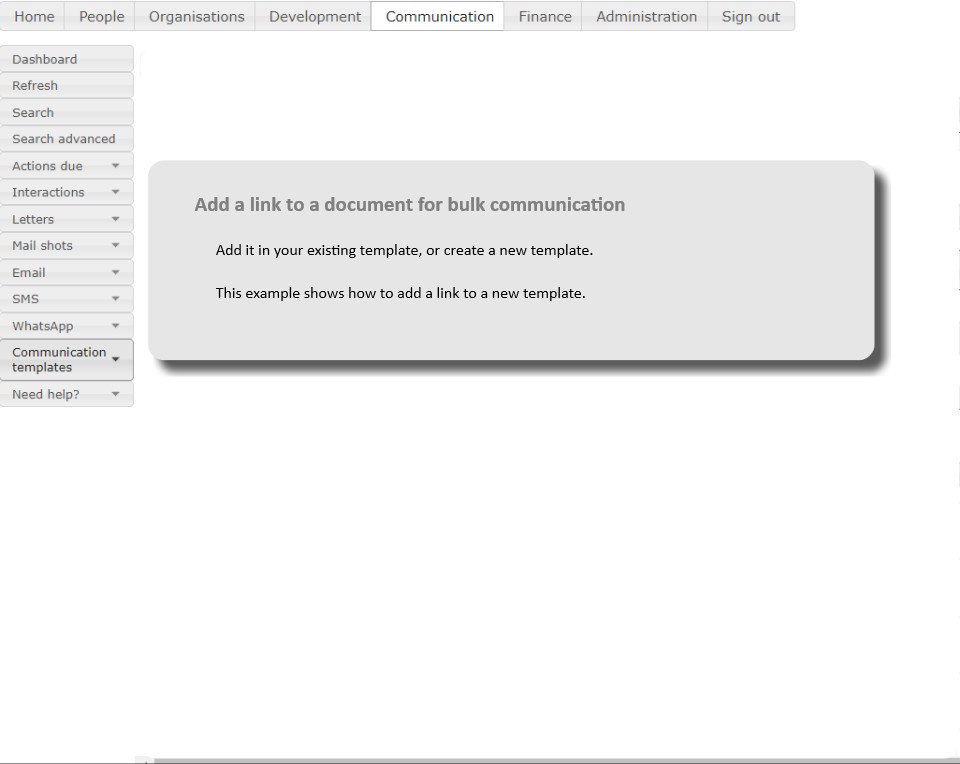 Home People Organisations Development Communication Finance Administration Sign out
Dashboard
Refresh
Search
Search advanced
Actions due
Interactions
Letters
Mail shots
Email
SMS
WhatsApp
Communication
templates
Need help?
Add a link to a document for bulk communication
Add it in your existing template, or create a new template.
This example shows how to add a link to a new template.